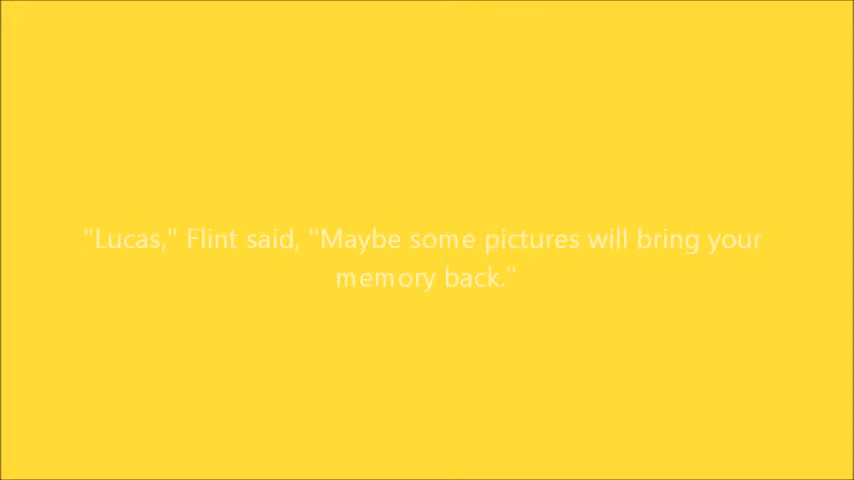 "Lucas," Flint said, "Maybe some pictures will bring your
memory back."